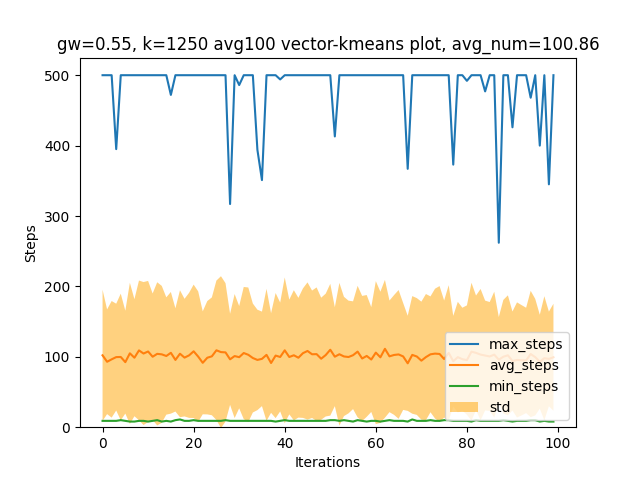 gw=0.55, k=1250 avg100 vector-kmeans plot, avg_num=100.86
500
400
300
200
100
0
Steps
0 20 40 60 80 100
Iterations
max_steps
avg_steps
min_steps
std